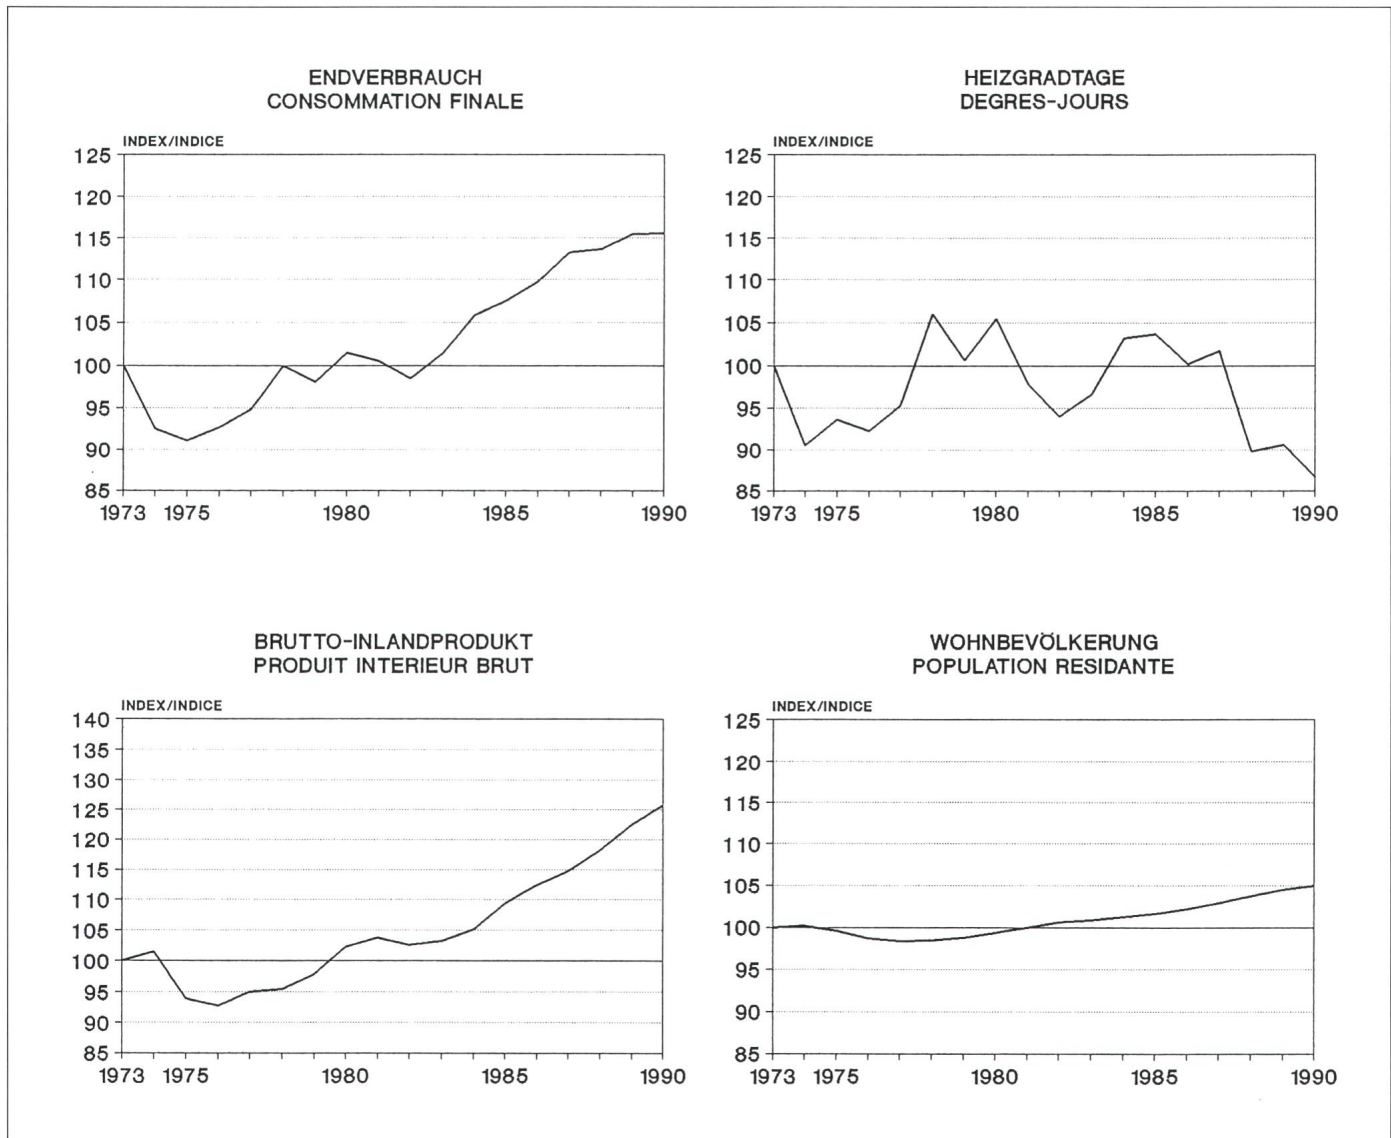 ENDVERBRAUCH
CONSOMMATION FINALE
INDEX/INDICE
125
120
115
110
105
100
95
90
85
1973 1975 1980 1985 1990
HEIZGRADTAGE
DEGRES-JOURS
INDEX/INDICE
125
120
115
110
105
100
95
90
85
1973 1975 1980 1985 1990
BRUTTO-INLANDPRODUKT
PRODUIT INTERIEUR BRUT
INDEX/INDICE
140
135
130
125
120
115
110
105
100
95
90
85
1973 1975 1980 1985 1990
WOHNBEVÖLKERUNG
POPULATION RESIDANTE
INDEX/INDICE
125
120
115
110
105
100
95
90
85
1973 1975 1980 1985 1990